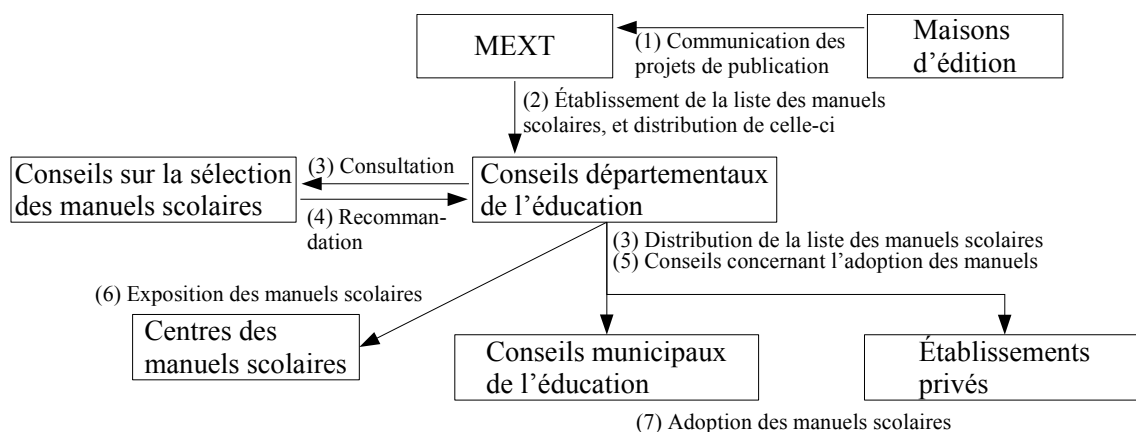 MEXT
(1) Communication des
projets de publication
Maisons
d'édition
(2) Établissement de la liste des manuels
scolaires, et distribution de celle-ci
Conseils sur la sélection
des manuels scolaires
(3) Consultation
(4) Recomman-
dation
Conseils départementaux
de l'éducation
(3) Distribution de la liste des manuels scolaires
(5) Conseils concernant l'adoption des manuels
(6) Exposition des manuels scolaires
Centres des
manuels scolaires
Conseils municipaux
de l'éducation
Établissements
privés
(7) Adoption des manuels scolaires